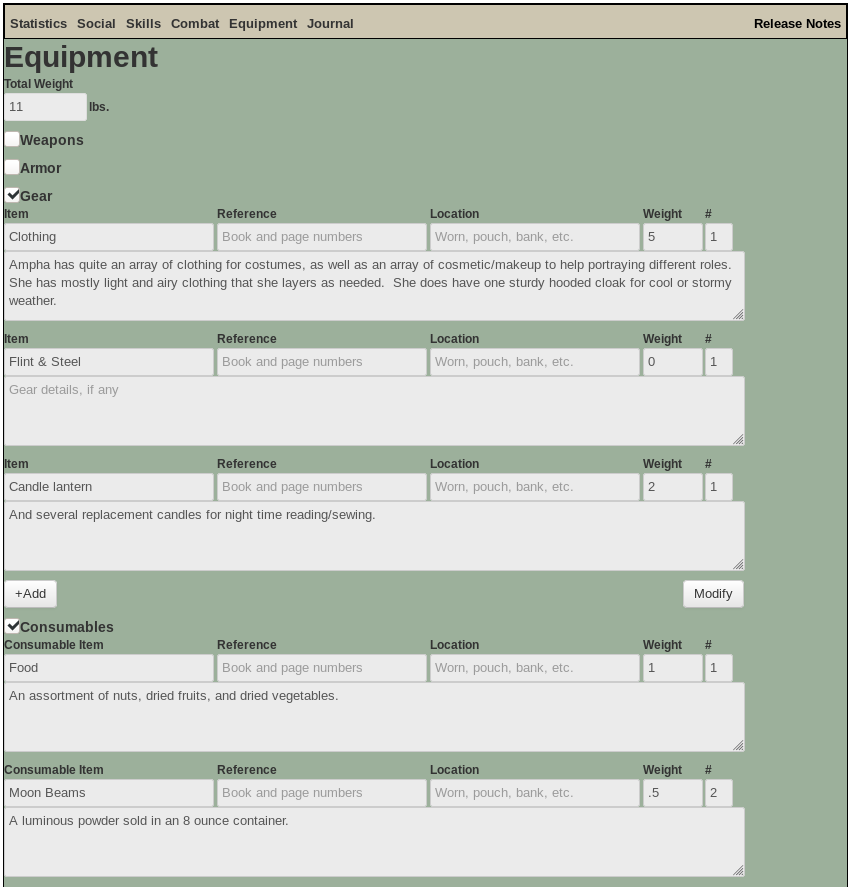 Statistics Social Skills Combat Equipment Journal Release Notes
Equipment
Total Weight
11 lbs.
Weapons
Armor
Gear
Item Reference Location Weight #
Clothing Book and page numbers Worn, pouch, bank, etc. 5 1
Ampha has quite an array of clothing for costumes, as well as an array of cosmetic/makeup to help portraying different roles.
She has mostly light and airy clothing that she layers as needed.  She does have one sturdy hooded cloak for cool or stormy
weather.
Item Reference Location Weight #
Flint & Steel Book and page numbers Worn, pouch, bank, etc. 0 1
Gear details, if any
Item Reference Location Weight #
Candle lantern Book and page numbers Worn, pouch, bank, etc. 2 1
And several replacement candles for night time reading/sewing.
+Add Modify
Consumables
Consumable Item Reference Location Weight #
Food Book and page numbers Worn, pouch, bank, etc. 1 1
An assortment of nuts, dried fruits, and dried vegetables.
Consumable Item Reference Location Weight #
Moon Beams Book and page numbers Worn, pouch, bank, etc. .5 2
A luminous powder sold in an 8 ounce container.